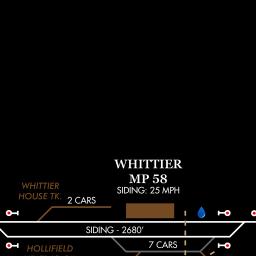 WHITTIER
MP 58
SIDING: 25 MPH
WHITTIER
HOUSE TK.
2 CARS
SIDING - 2680'
HOLLIFIELD
7 CARS